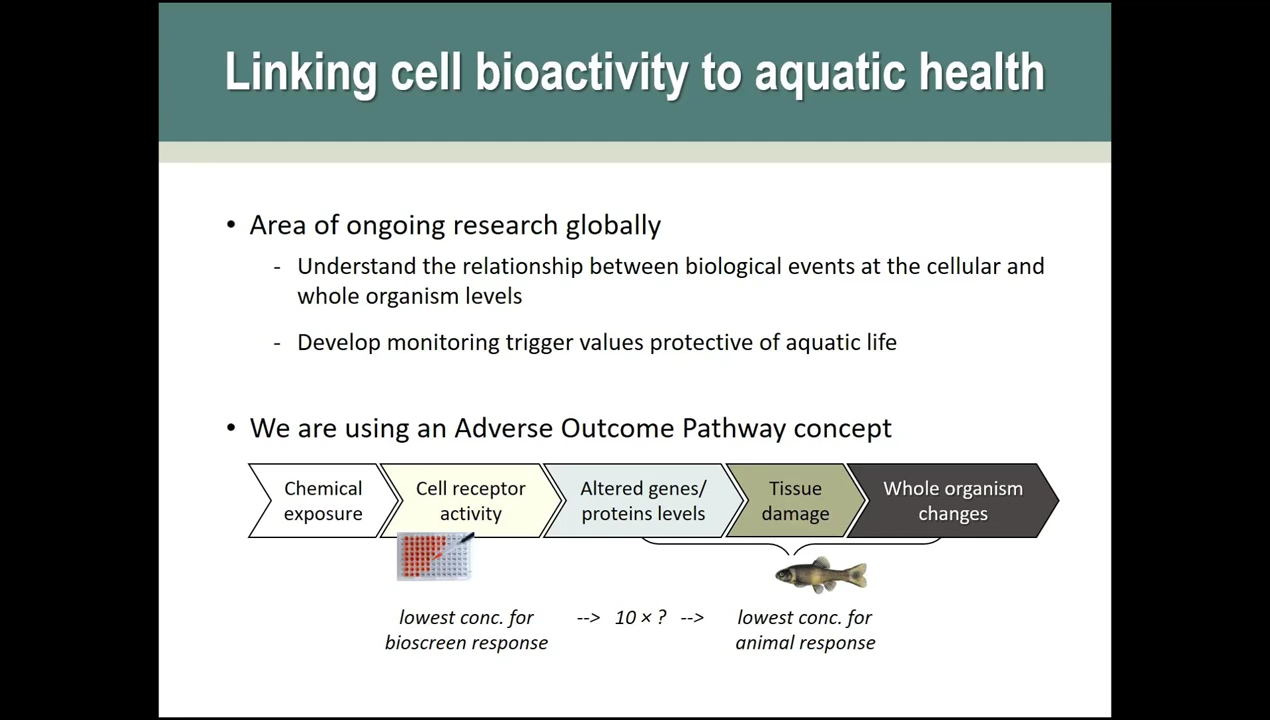 Linking cell bioactivity to aquatic health
• Area of ongoing research globally
- Understand the relationship between biological events at the cellular and
whole organism levels
- Develop monitoring trigger values protective of aquatic life
• We are using an Adverse Outcome Pathway concept
Chemical
exposure
Cell receptor
activity
Altered genes/
proteins levels
Tissue
damage
Whole organism
changes
lowest conc. for
bioscreen response
--> 10 × ? -->
lowest conc. for
animal response